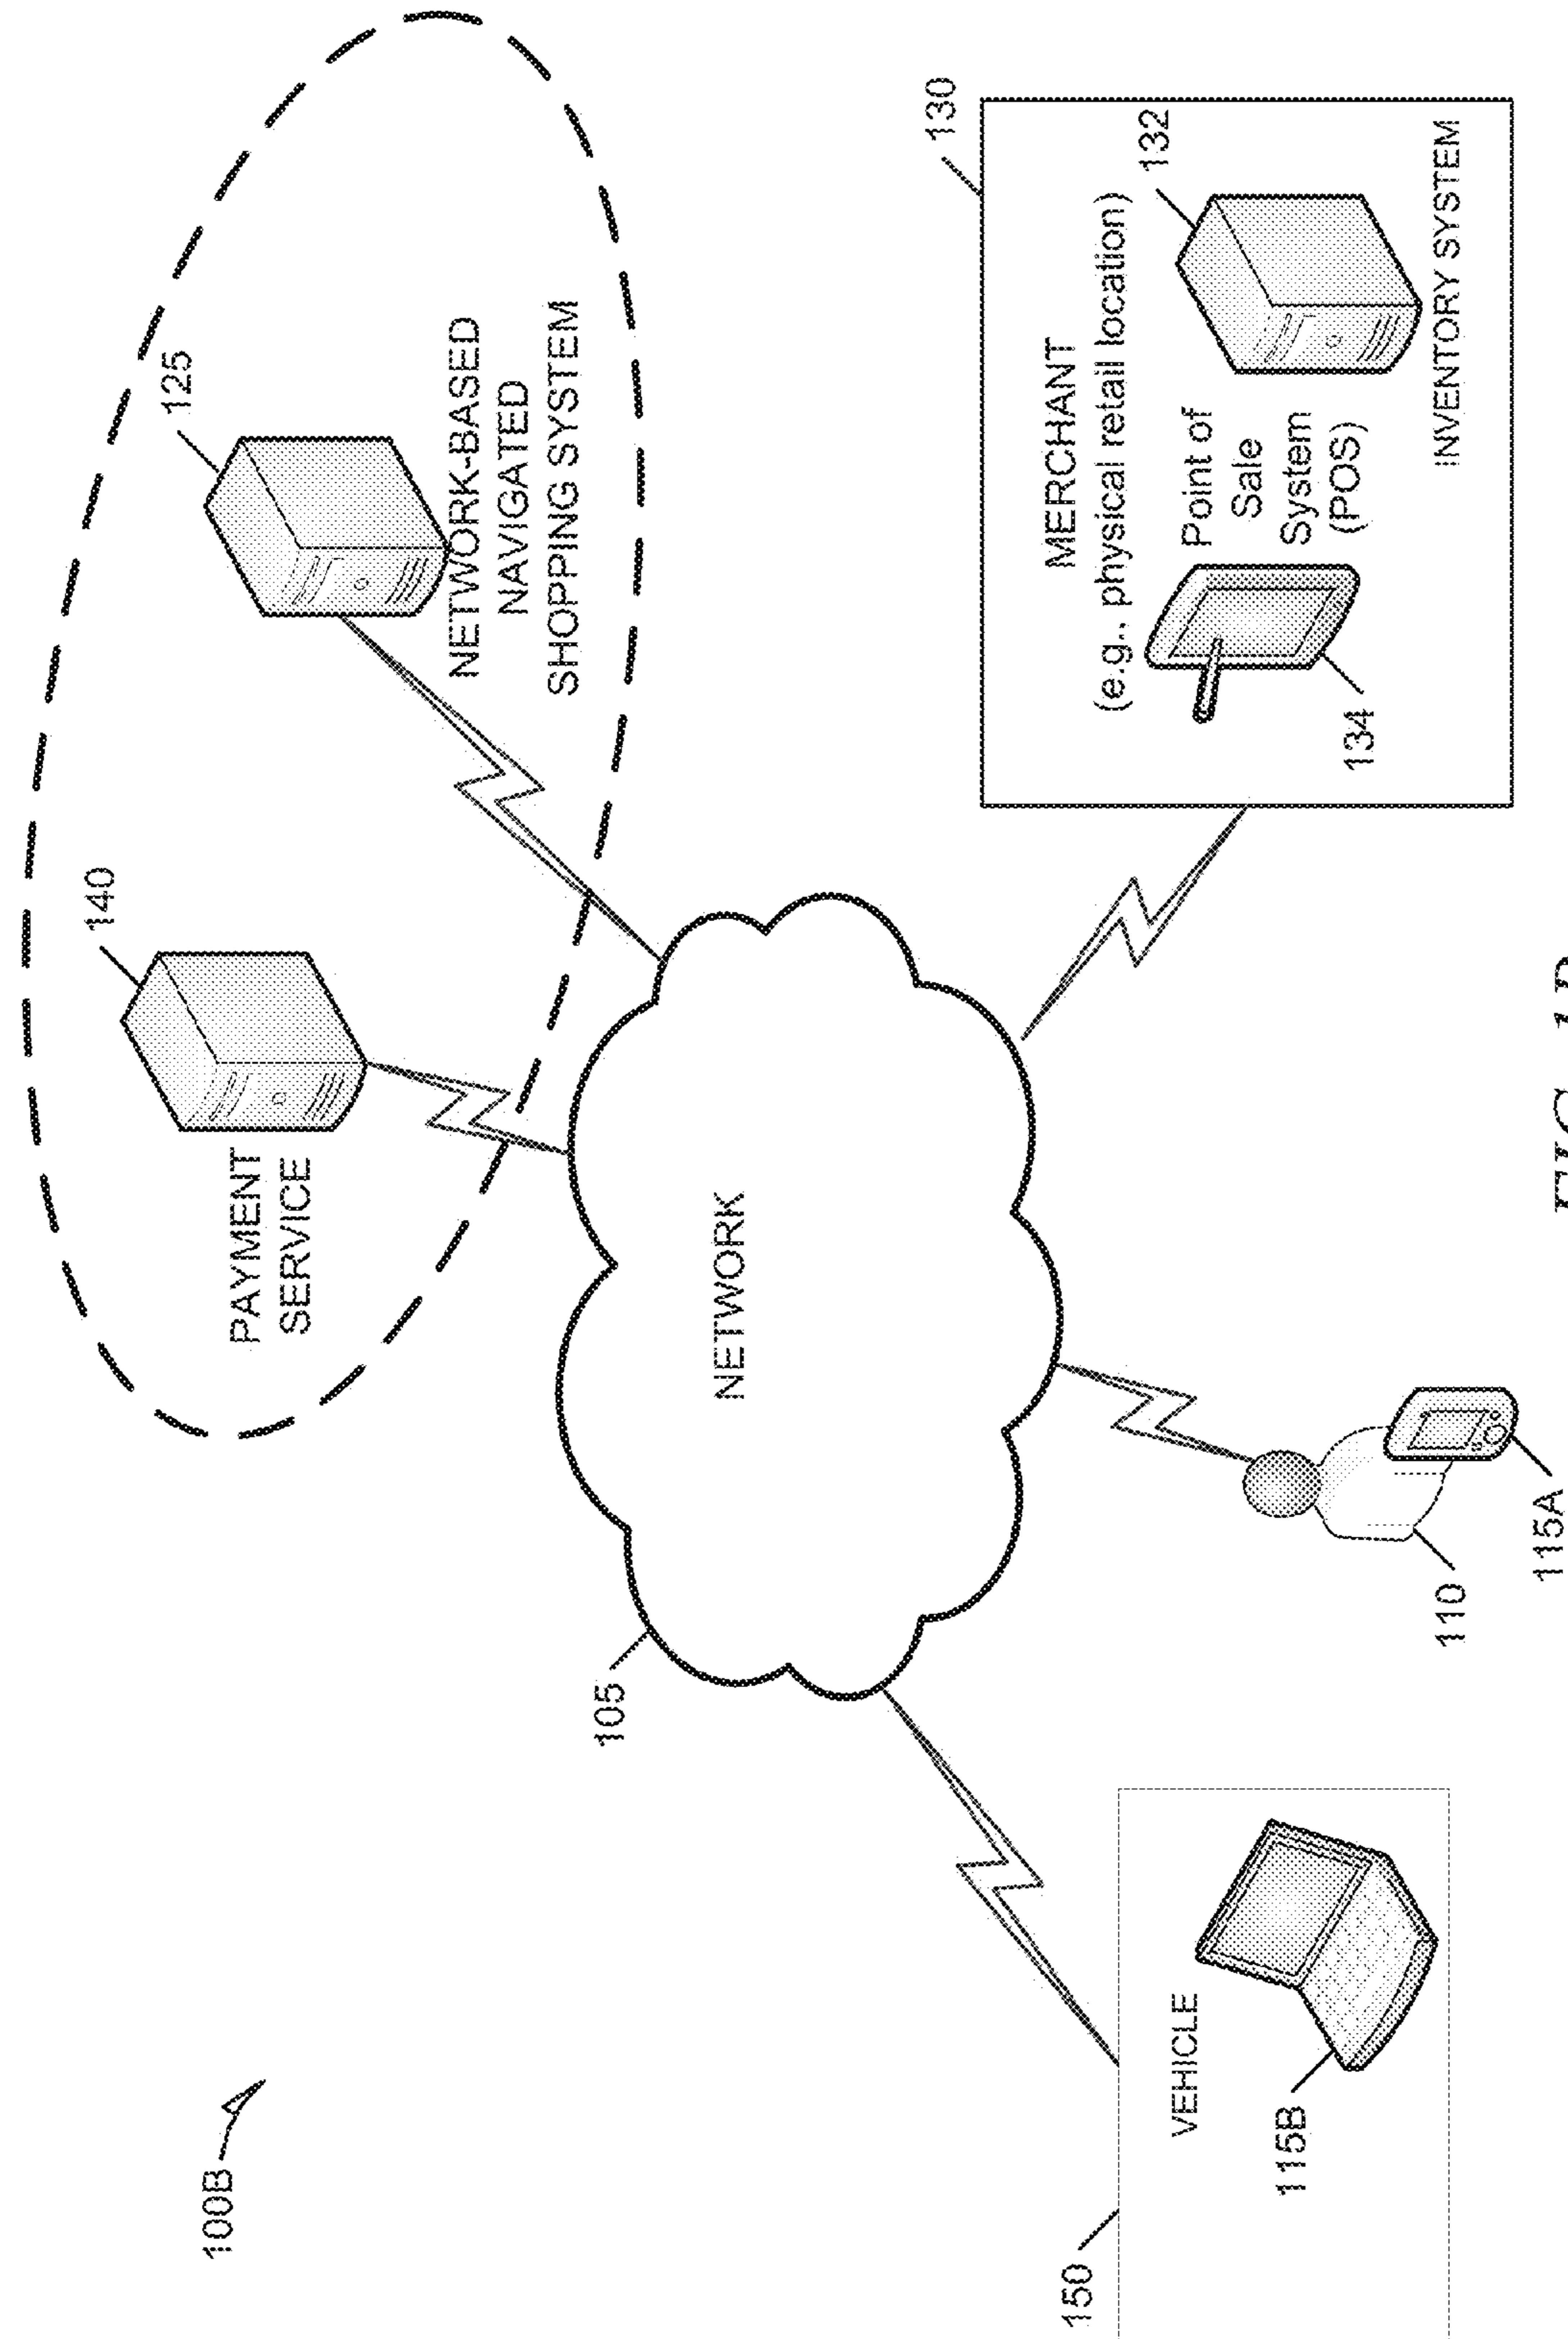 100B
140
PAYMENT
SERVICE
125
NETWORK-BASED
NAVIGATED
SHOPPING SYSTEM
105
NETWORK
150
VEHICLE
115B
110
115A
130
MERCHANT
(e.g., physical retail location)
134
Point of
Sale
System
(POS)
132
INVENTORY SYSTEM